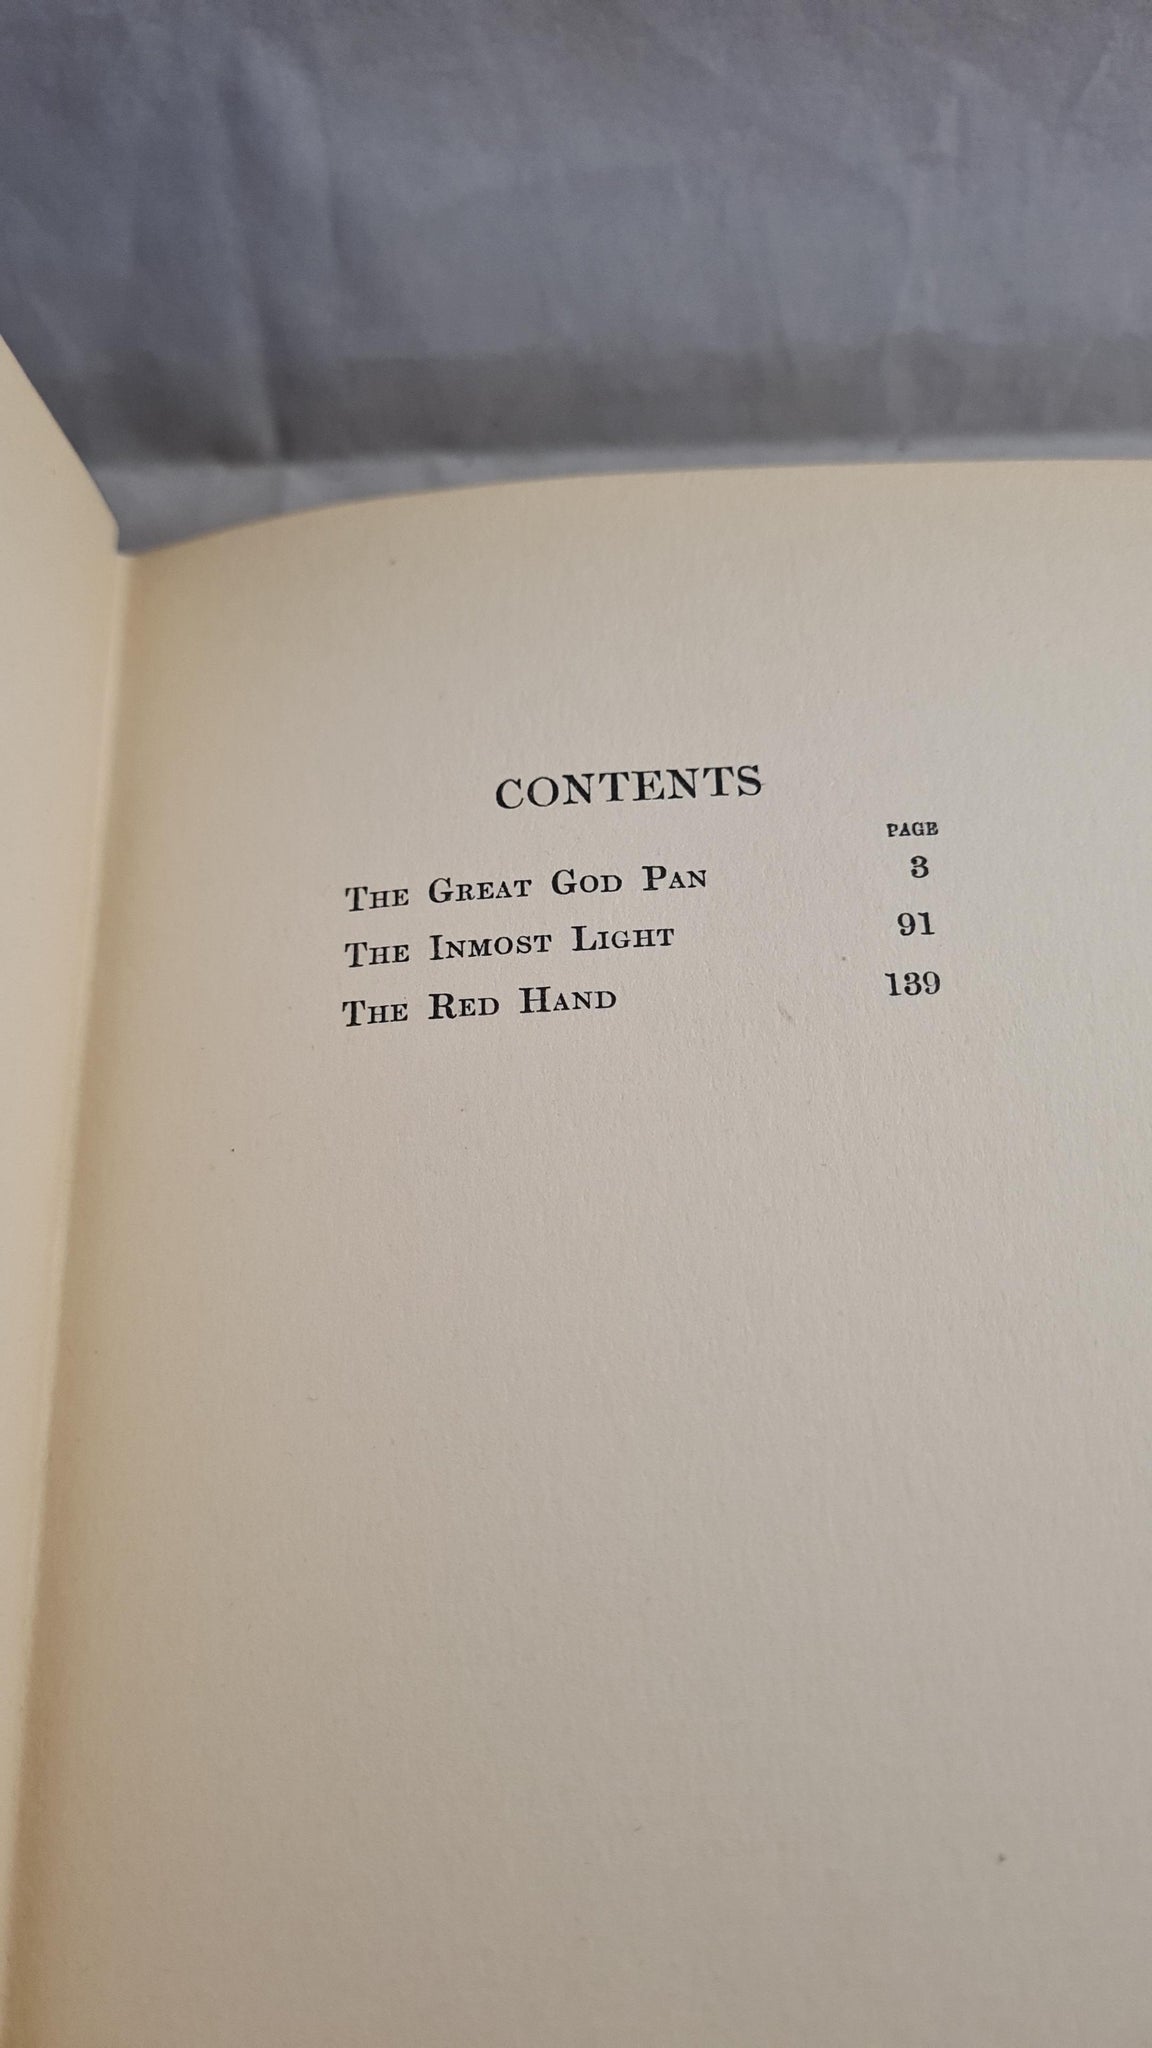 CONTENTS
PAGE
The Great God Pan 3
The Inmost Light 91
The Red Hand 139